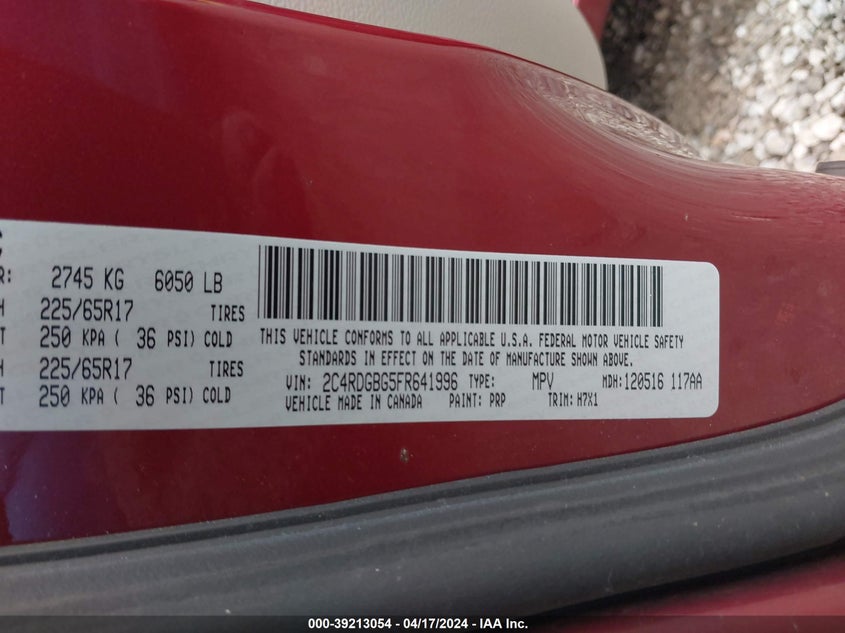 R: 2745 KG 6050 LB
225/65R17 TIRES
250 KPA ( 36 PSI) COLD
225/65R17 TIRES
250 KPA ( 36 PSI) COLD
THIS VEHICLE CONFORMS TO ALL APPLICABLE U.S.A. FEDERAL MOTOR VEHICLE SAFETY
STANDARDS IN EFFECT ON THE DATE OF MANUFACTURE SHOWN ABOVE.
VIN: 2C4RDGBG5FR641996 TYPE: MPV MDH: 120516 117AA
VEHICLE MADE IN CANADA PAINT: PRP TRIM: H7X1
000-39213054 - 04/17/2024 - IAA Inc.